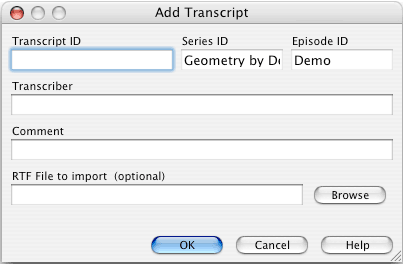 Add Transcript
Transcript ID Series ID Episode ID
Geometry by D Demo
Transcriber
Comment
RTF File to import (optional)
Browse
OK Cancel Help